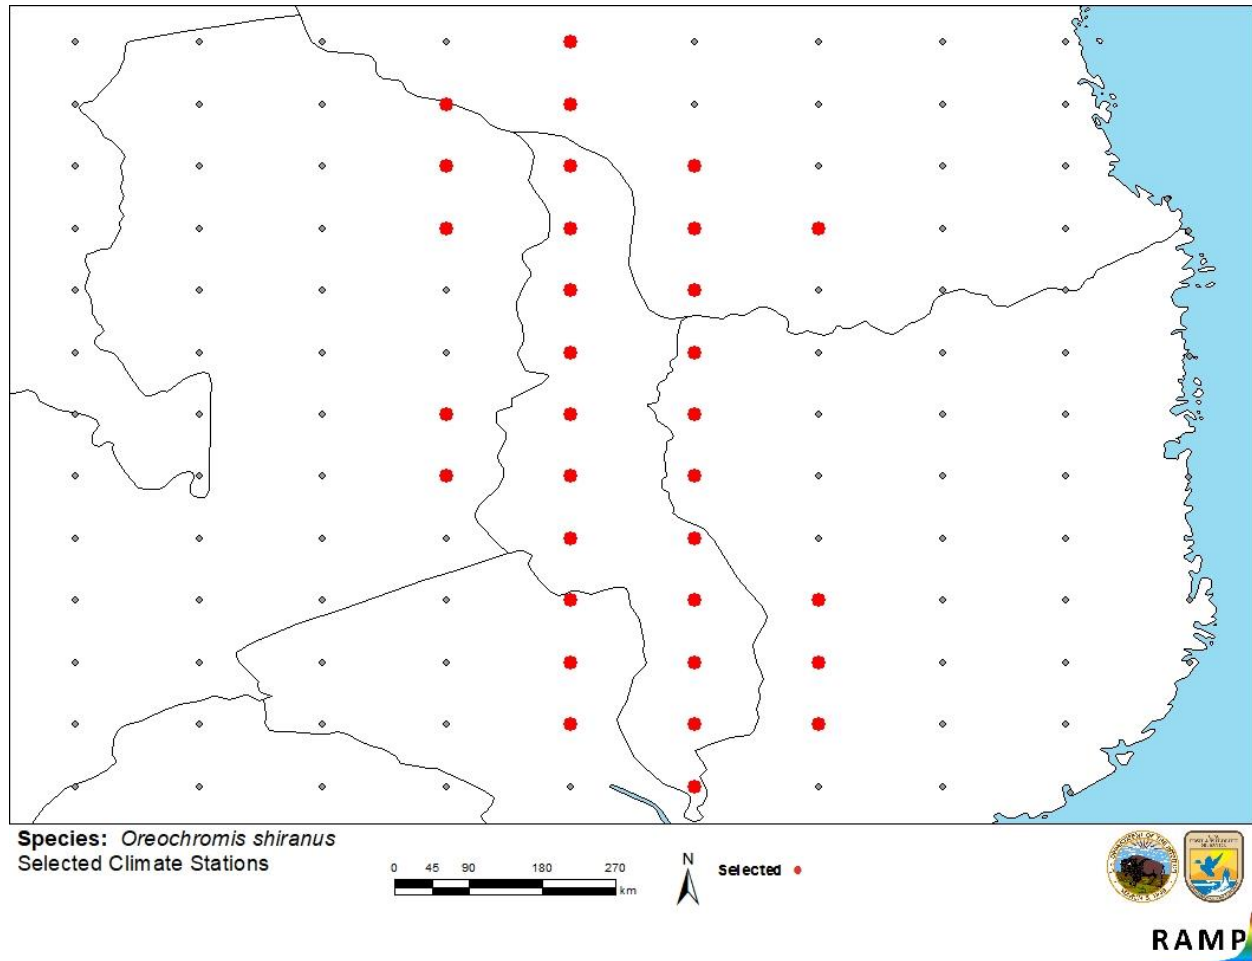 Species: Oreochromis shiranus
Selected Climate Stations
0 45 90 180 270
km
N
Selected
RAMP